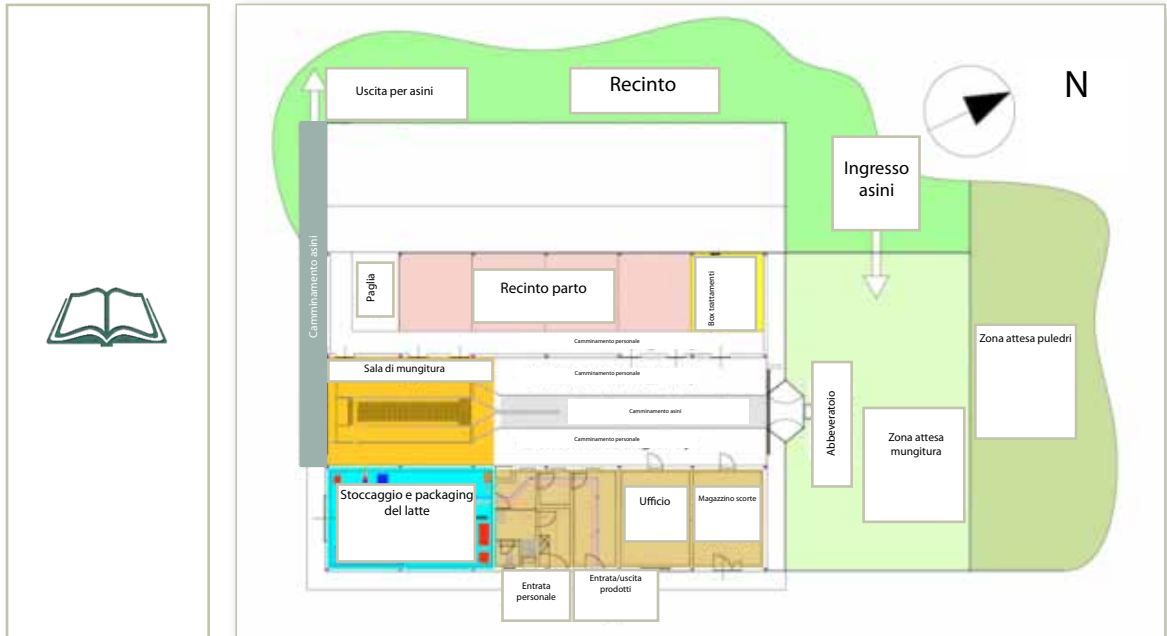 Uscita per asini
Recinto
N
Ingresso
asini
Camminamento asini
Paglia
Recinto parto
Box trattamenti
Camminamento personale
Sala di mungitura
Camminamento personale
Camminamento asini
Camminamento personale
Abbeveratoio
Zona attesa
mungitura
Zona attesa puledri
Stoccaggio e packaging
del latte
Ufficio
Magazzino scorte
Entrata
personale
Entrata/uscita
prodotti